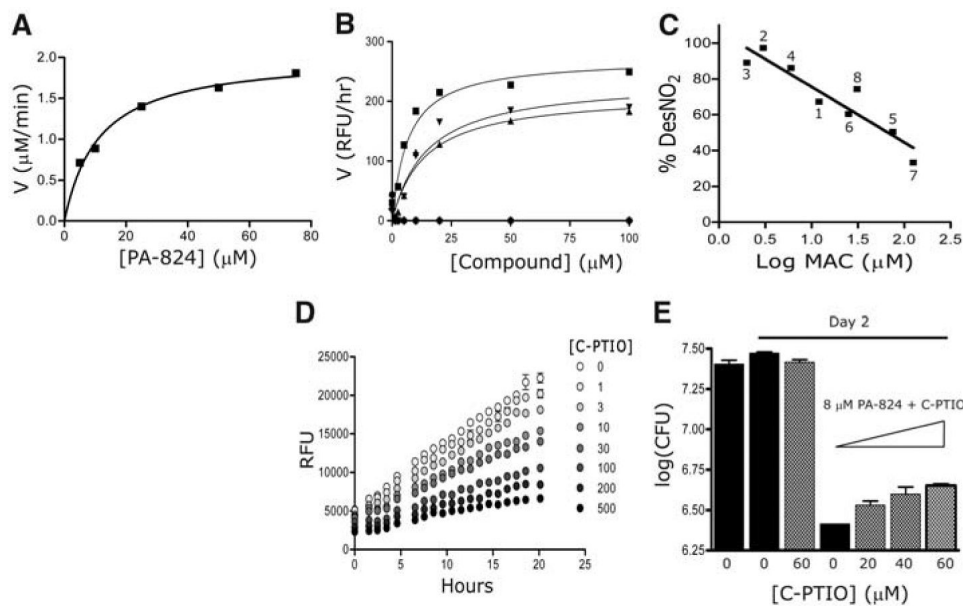 A
2.0
1.5
1.0
0.5
0.0
V (μM/min)
0 20 40 60 80
[PA-824] (μM)
B
300
200
100
0
V (RFU/hr)
0 25 50 75 100
[Compound] (μM)
C
100
80
60
40
20
0
% DesNO2
2
3
4
1
8
6
5
7
0.0 0.5 1.0 1.5 2.0 2.5
Log MAC (μM)
D
25000
20000
15000
10000
5000
0
RFU
0 5 10 15 20 25
Hours
[C-PTIO]
0
1
3
10
30
100
200
500
E
Day 2
7.50
7.25
7.00
6.75
6.50
6.25
log(CFU)
8 μM PA-824 + C-PTIO
0 0 60 0 20 40 60
[C-PTIO] (μM)